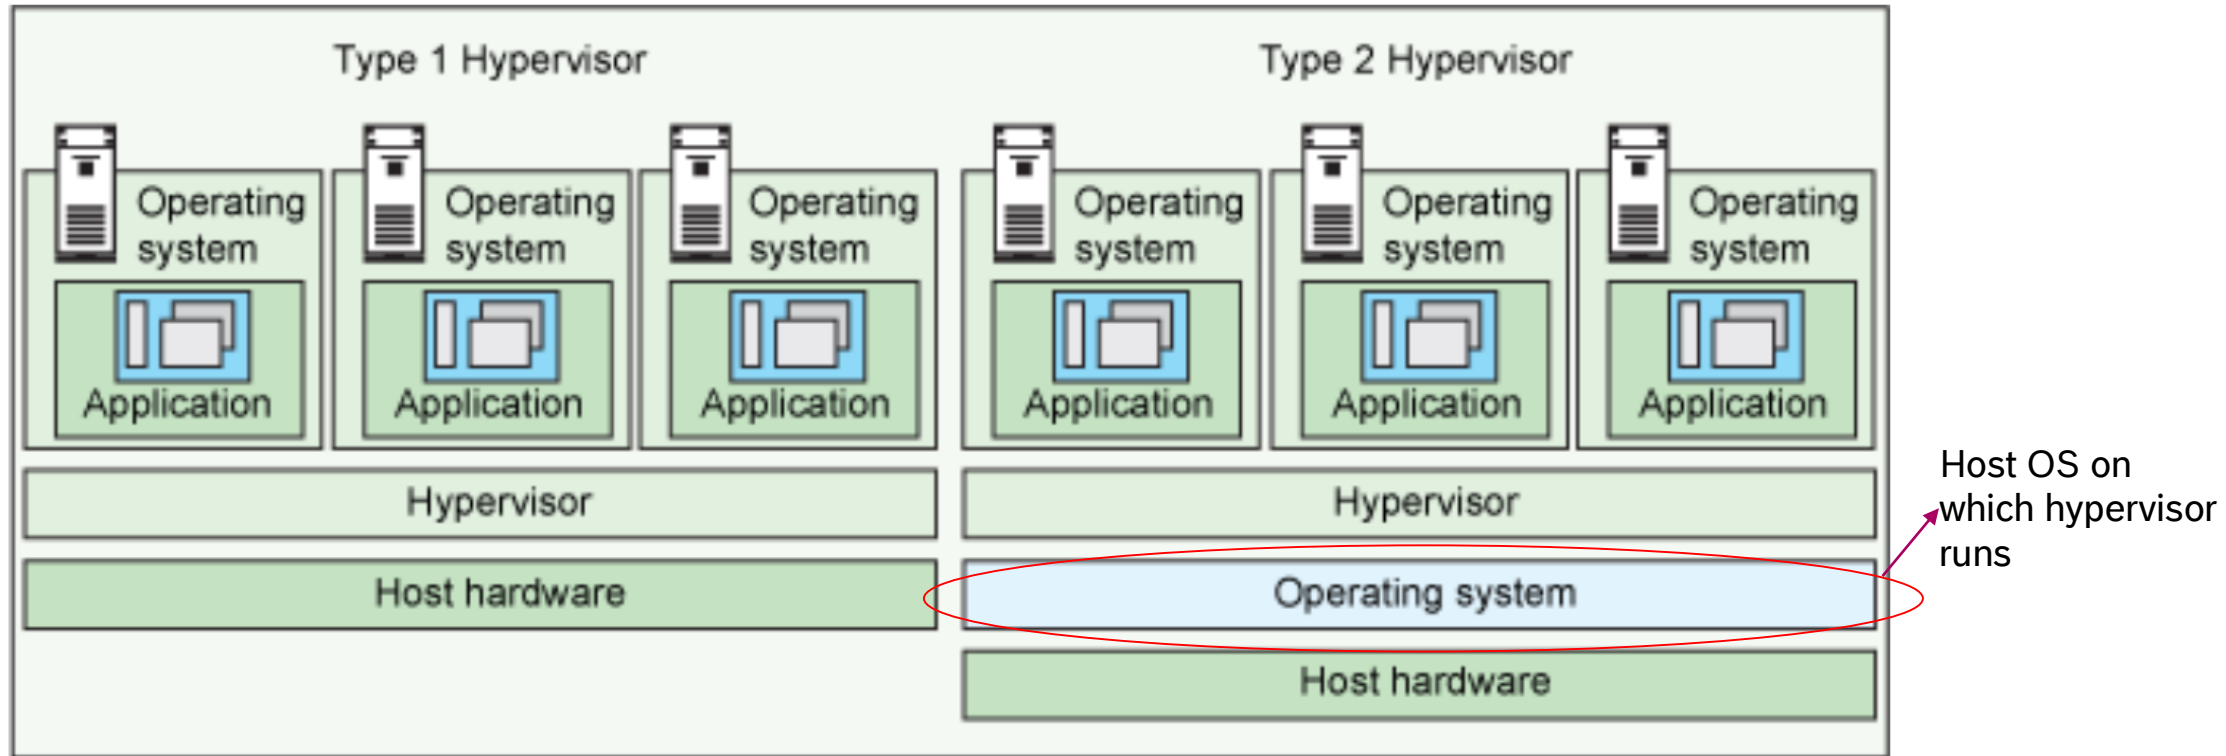 Type 1 Hypervisor
Operating
system
Application
Operating
system
Application
Operating
system
Application
Hypervisor
Host hardware
Type 2 Hypervisor
Operating
system
Application
Operating
system
Application
Operating
system
Application
Hypervisor
Operating system
Host hardware
Host OS on
which hypervisor
runs